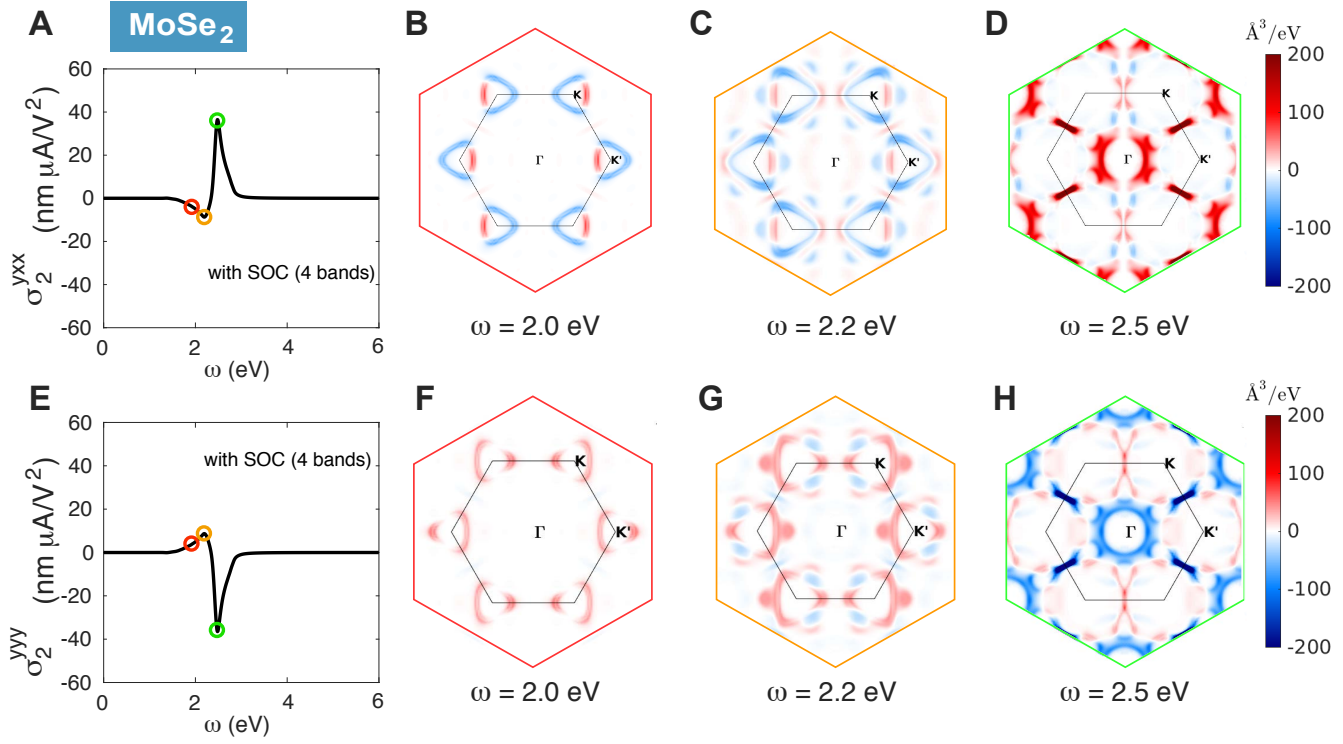 A
MoSe2
B
C
D
Å³/eV
60
40
20
0
-20
-40
-60
σ₂ʸˣˣ (nm μA/V²)
with SOC (4 bands)
0
2
4
6
ω (eV)
K
Γ
K'
ω = 2.0 eV
K
Γ
K'
ω = 2.2 eV
K
Γ
K'
ω = 2.5 eV
200
100
0
-100
-200
E
F
G
H
Å³/eV
60
40
20
0
-20
-40
-60
σ₂ʸʸʸ (nm μA/V²)
with SOC (4 bands)
0
2
4
6
ω (eV)
K
Γ
K'
ω = 2.0 eV
K
Γ
K'
ω = 2.2 eV
K
Γ
K'
ω = 2.5 eV
200
100
0
-100
-200